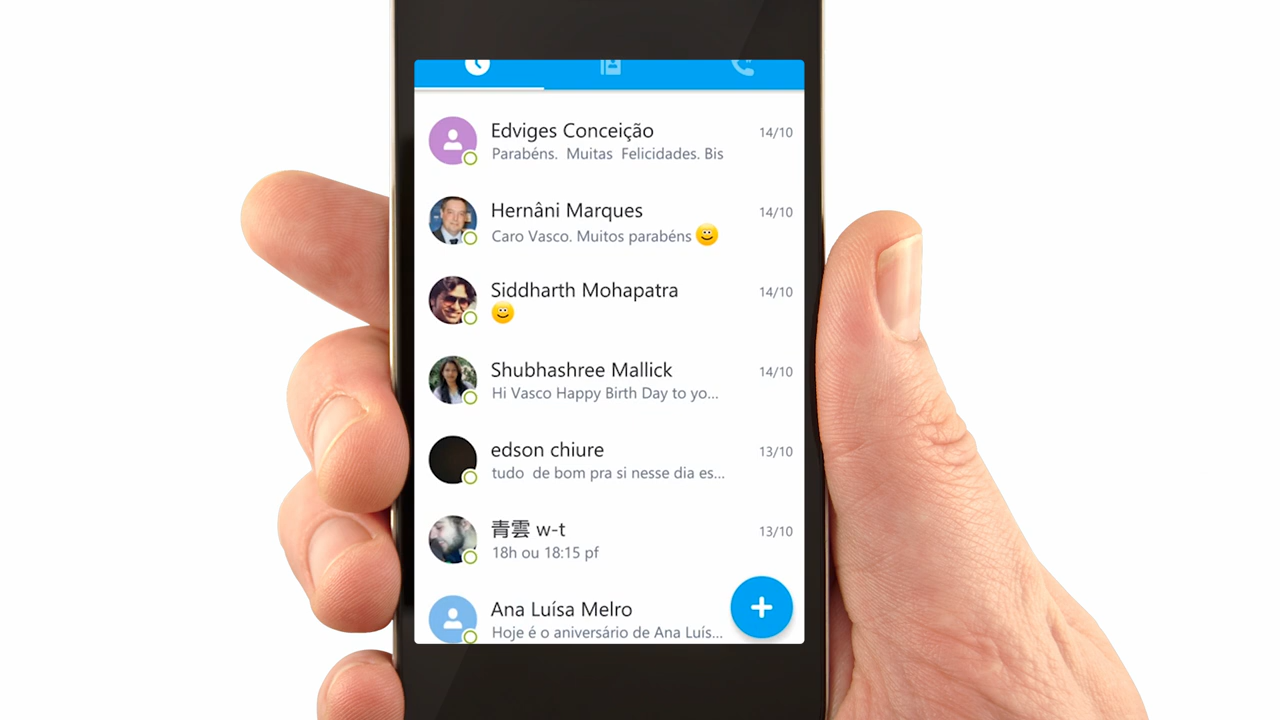 Edviges Conceição
14/10
Parabéns. Muitas Felicidades. Bis
Hernâni Marques
14/10
Caro Vasco. Muitos parabéns
Siddharth Mohapatra
14/10
Shubhashree Mallick
14/10
Hi Vasco Happy Birth Day to yo...
edson chiure
13/10
tudo de bom pra si nesse dia es...
青雲 w-t
13/10
18h ou 18:15 pf
Ana Luísa Melro
Hoje é o aniversário de Ana Luís...